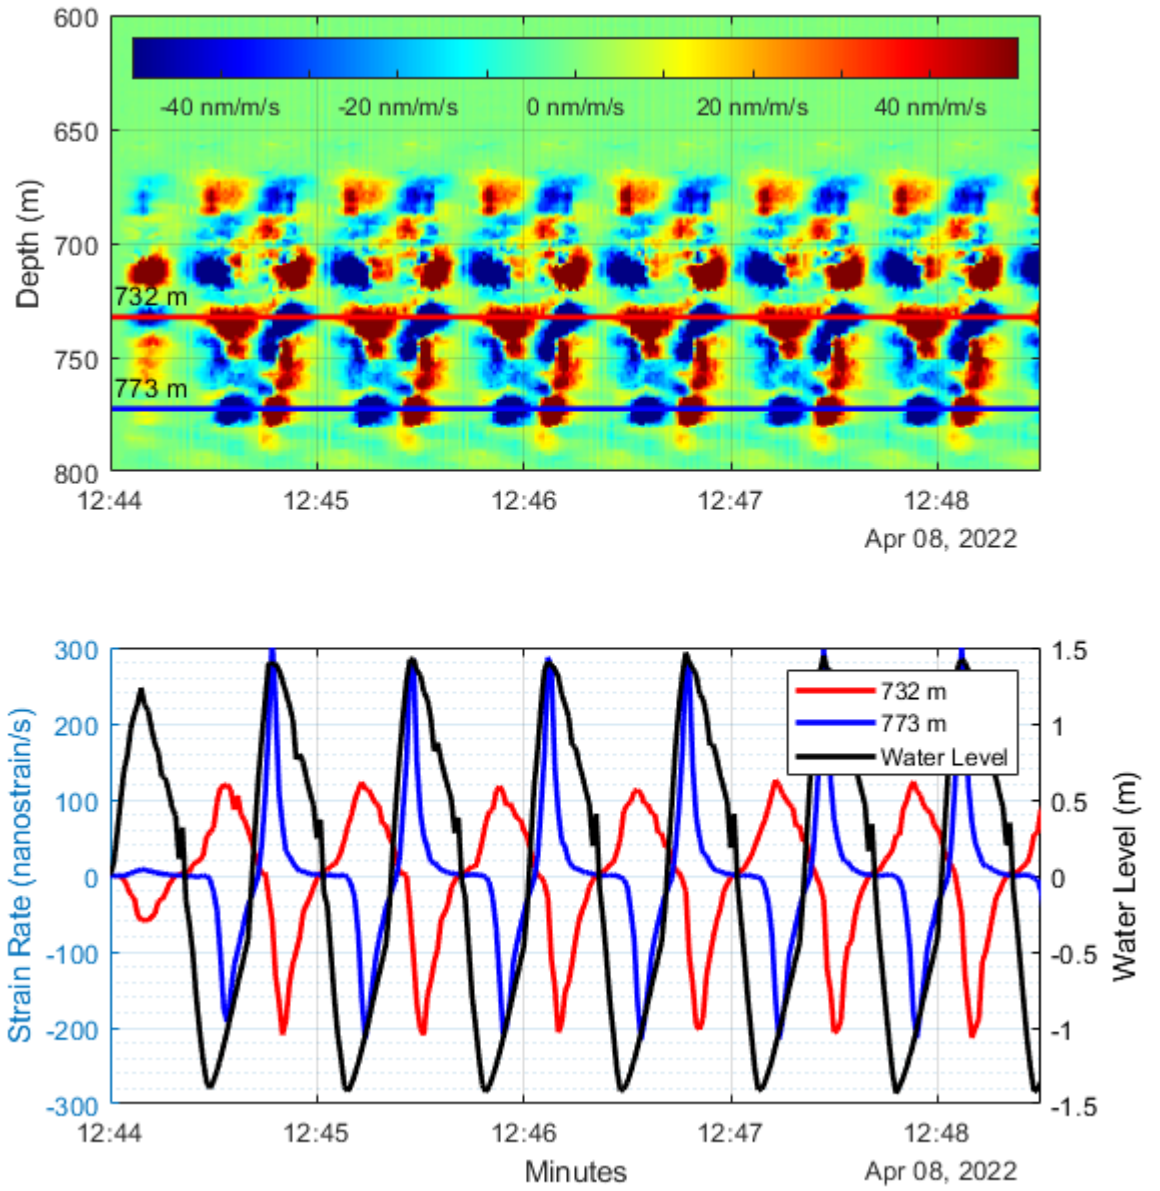 600
-40 nm/m/s -20 nm/m/s 0 nm/m/s 20 nm/m/s 40 nm/m/s
650
Depth (m)
700
732 m
750
773 m
800
12:44 12:45 12:46 12:47 12:48
Apr 08, 2022
300 1.5
732 m
200 773 m 1
Water Level
100 0.5
Strain Rate (nanostrain/s)
0 0
Water Level (m)
-100 -0.5
-200 -1
-300 -1.5
12:44 12:45 12:46 12:47 12:48
Minutes Apr 08, 2022